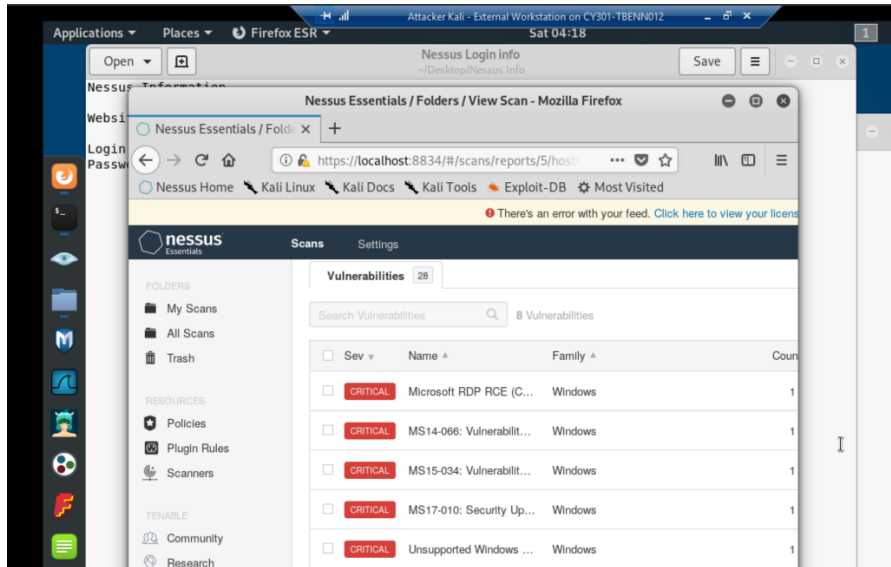 Attacker Kali - External Workstation on CY301-TBENN012
Applications Places Firefox ESR Sat 04:18 1
Open Nessus Login info Save
~/Desktop/Nessus Info
Nessus Information
Nessus Essentials / Folders / View Scan - Mozilla Firefox
Websi
Nessus Essentials / Folde
Login
Passw
https://localhost:8834/#/scans/reports/5/host
Nessus Home Kali Linux Kali Docs Kali Tools Exploit-DB Most Visited
There's an error with your feed. Click here to view your licens
nessus Scans Settings
Essentials
Vulnerabilities 28
FOLDERS
My Scans
Search Vulnerabilities 8 Vulnerabilities
All Scans
Trash
Sev Name Family Coun
CRITICAL Microsoft RDP RCE (C... Windows 1
RESOURCES
Policies
CRITICAL MS14-066: Vulnerabilit... Windows 1
Plugin Rules
Scanners
CRITICAL MS15-034: Vulnerabilit... Windows 1
CRITICAL MS17-010: Security Up... Windows 1
TENABLE
Community
CRITICAL Unsupported Windows ... Windows 1
Research